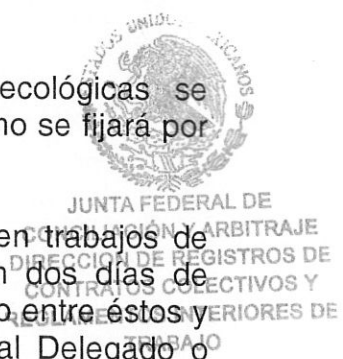 UNIDO
ecológicas se
no se fijará por
JUNTA FEDERAL DE
CONCILIACIÓN Y ARBITRAJE
en trabajos de
DIRECCIÓN DE REGISTROS DE
n dos días de
CONTRATOS COLECTIVOS Y
o entre éstos y
REGLAMENTOS INTERIORES DE
TRABAJO
al Delegado o